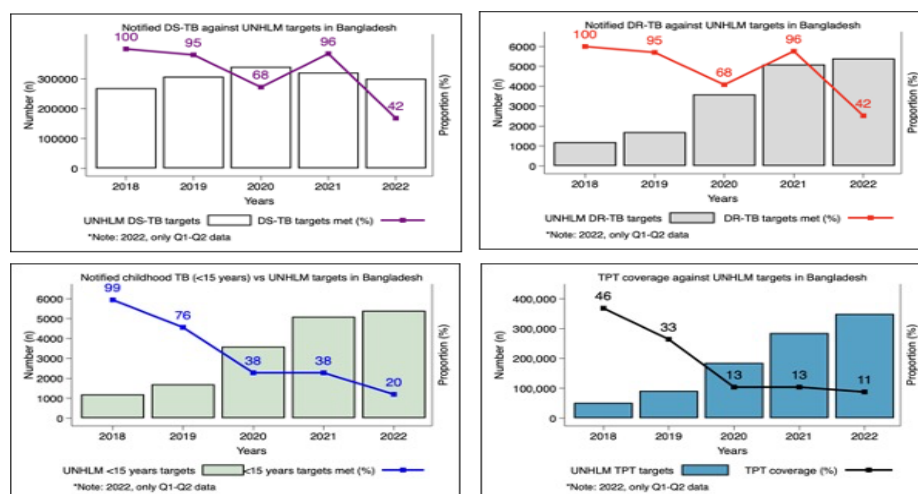 Notified DS-TB against UNHLM targets in Bangladesh
100
95
68
96
42
300000
200000
100000
0
Number (n)
Proportion (%)
2018 2019 2020 2021 2022
Years
UNHLM DS-TB targets DS-TB targets met (%)
*Note: 2022, only Q1-Q2 data
Notified DR-TB against UNHLM targets in Bangladesh
100
95
68
96
42
6000
5000
4000
3000
2000
1000
0
Number (n)
Proportion (%)
2018 2019 2020 2021 2022
Years
UNHLM DR-TB targets DR-TB targets met (%)
*Note: 2022, only Q1-Q2 data
Notified childhood TB (<15 years) vs UNHLM targets in Bangladesh
99
76
38
38
20
6000
5000
4000
3000
2000
1000
0
Number (n)
Proportion (%)
2018 2019 2020 2021 2022
Years
UNHLM <15 years targets <15 years targets met (%)
*Note: 2022, only Q1-Q2 data
TPT coverage against UNHLM targets in Bangladesh
46
33
13
13
11
400,000
300,000
200,000
100,000
0
Number (n)
Proportion (%)
2018 2019 2020 2021 2022
Years
UNHLM TPT targets TPT coverage (%)
*Note: 2022, only Q1-Q2 data